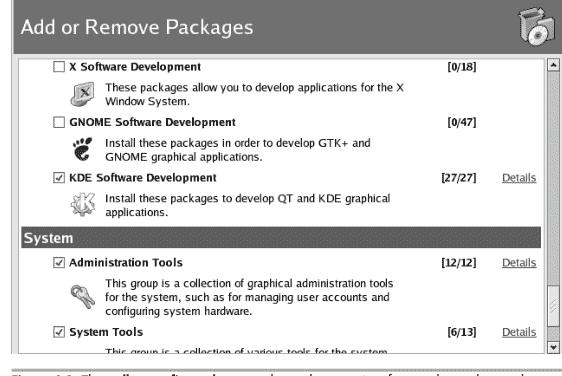 Add or Remove Packages
X Software Development [0/18]
These packages allow you to develop applications for the X
Window System.
GNOME Software Development [0/47]
Install these packages in order to develop GTK+ and
GNOME graphical applications.
KDE Software Development [27/27] Details
Install these packages to develop QT and KDE graphical
applications.
System
Administration Tools [12/12] Details
This group is a collection of graphical administration tools
for the system, such as for managing user accounts and
configuring system hardware.
System Tools [6/13] Details
This group is a collection of various tools for the system